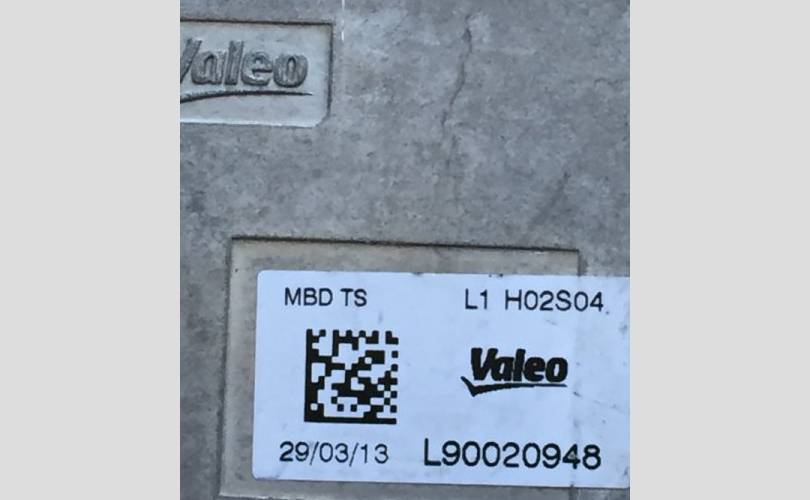 Valeo
MBD TS L1 H02S04
Valeo
29/03/13 L90020948